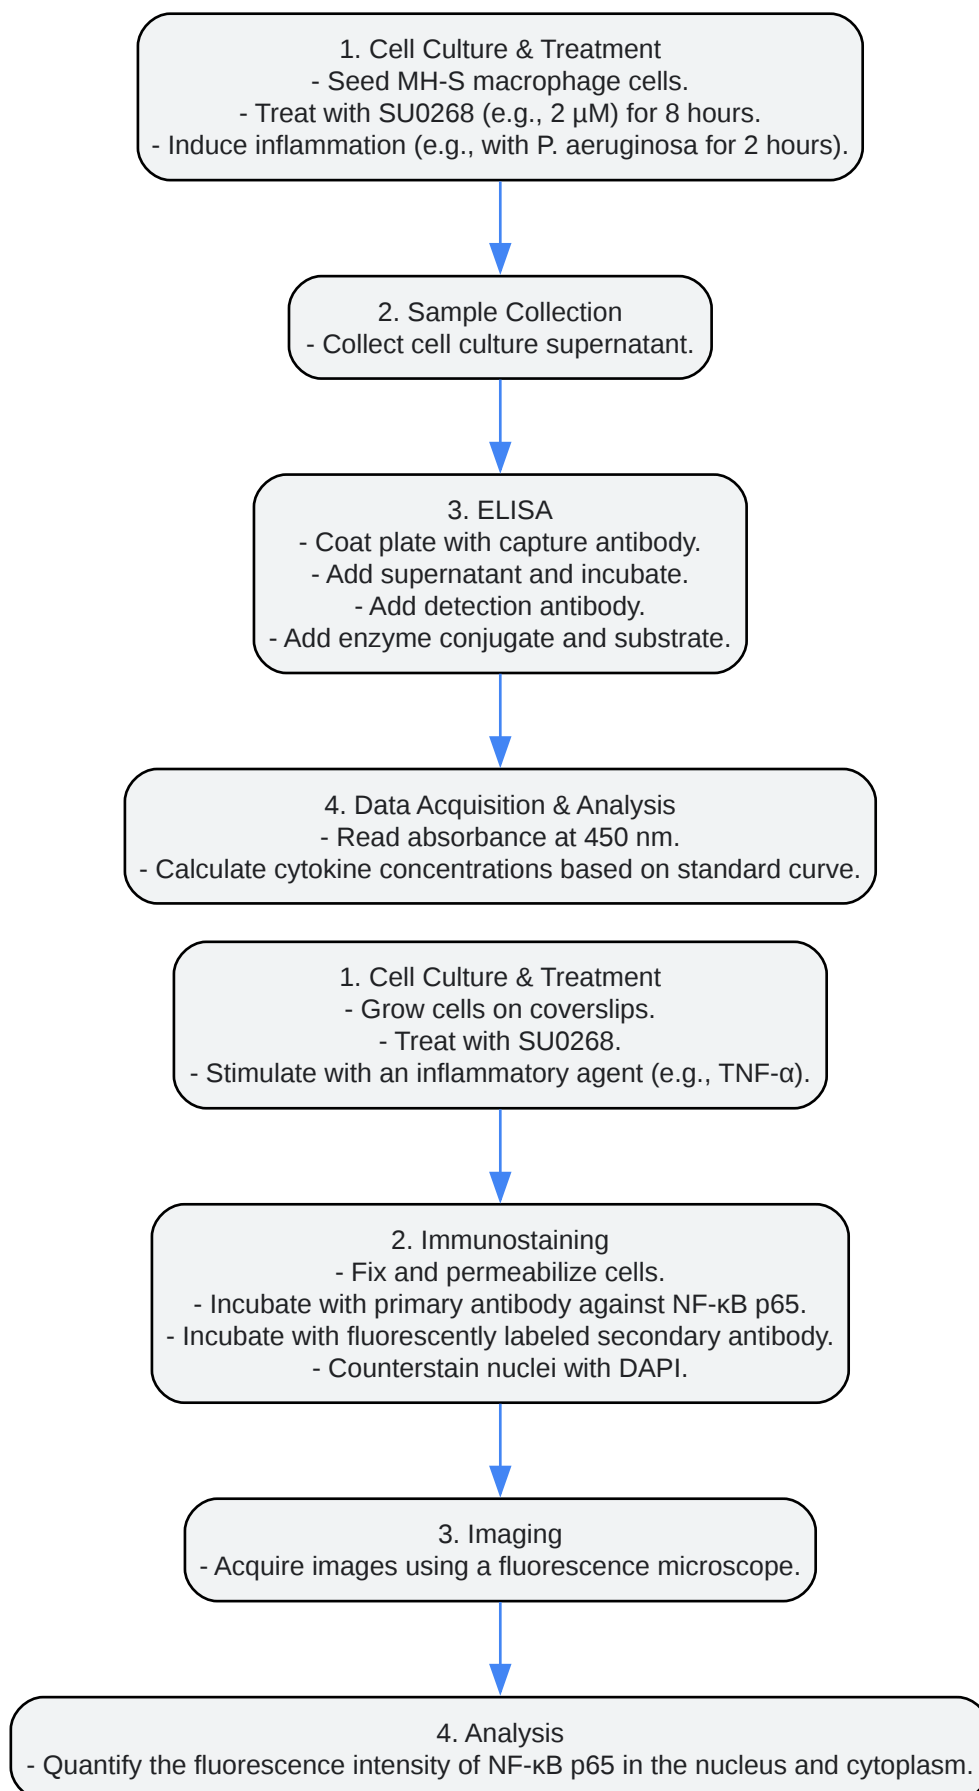 1. Cell Culture & Treatment
- Seed MH-S macrophage cells.
- Treat with SU0268 (e.g., 2 µM) for 8 hours.
- Induce inflammation (e.g., with P. aeruginosa for 2 hours).
2. Sample Collection
- Collect cell culture supernatant.
3. ELISA
- Coat plate with capture antibody.
- Add supernatant and incubate.
- Add detection antibody.
- Add enzyme conjugate and substrate.
4. Data Acquisition & Analysis
- Read absorbance at 450 nm.
- Calculate cytokine concentrations based on standard curve.
1. Cell Culture & Treatment
- Grow cells on coverslips.
- Treat with SU0268.
- Stimulate with an inflammatory agent (e.g., TNF-α).
2. Immunostaining
- Fix and permeabilize cells.
- Incubate with primary antibody against NF-κB p65.
- Incubate with fluorescently labeled secondary antibody.
- Counterstain nuclei with DAPI.
3. Imaging
- Acquire images using a fluorescence microscope.
4. Analysis
- Quantify the fluorescence intensity of NF-κB p65 in the nucleus and cytoplasm.